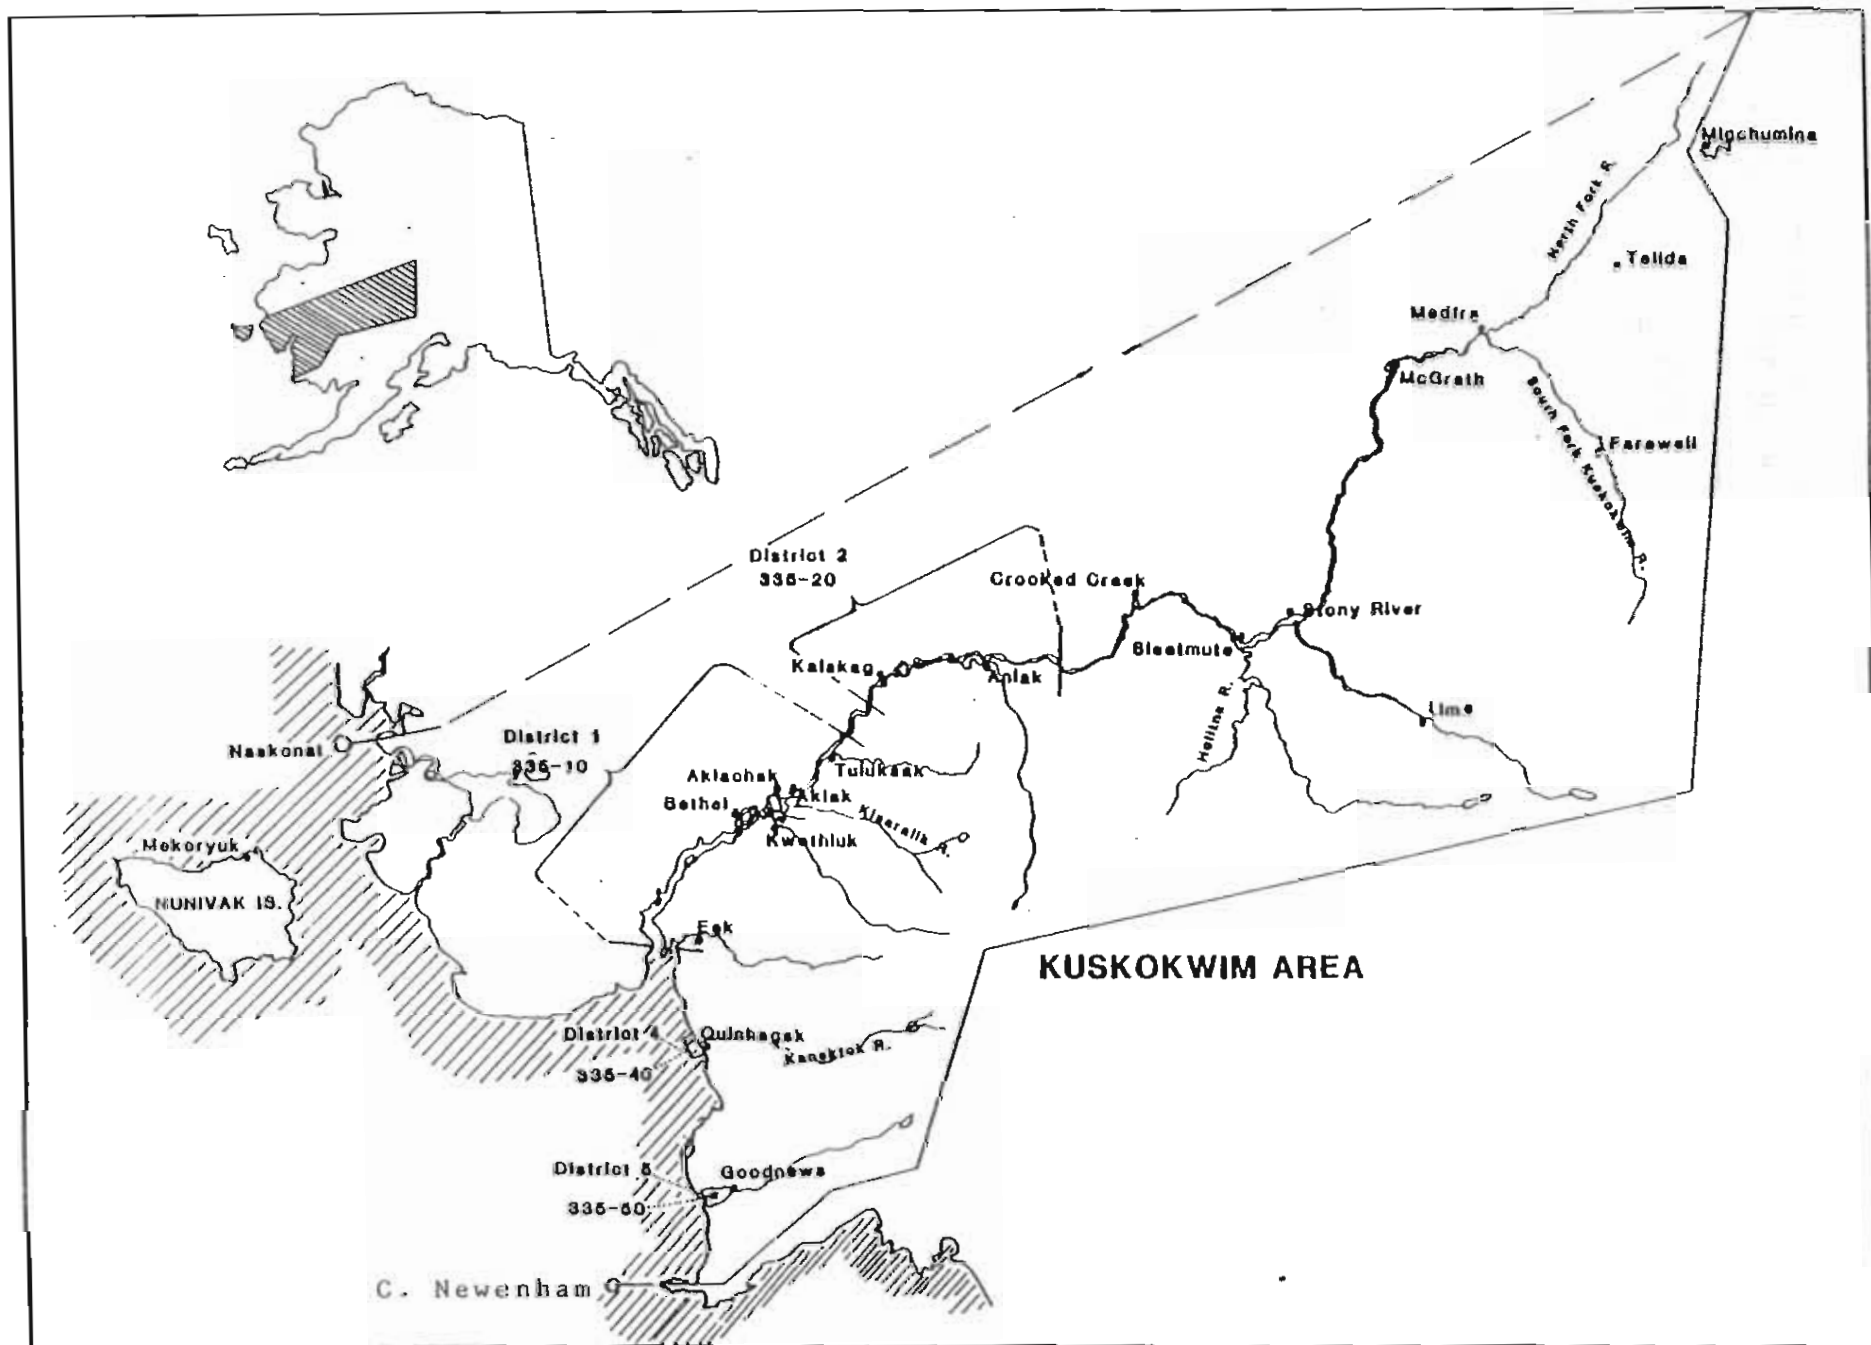 Minchumina
North Fork R.
Telida
Medfra
McGrath
South Fork Kuskokwim R.
Farewell
District 2
335-20
Crooked Creek
Stony River
Sleetmute
Kalskag
Aniak
Lime
Holitna R.
Naskonat
District 1
335-10
Tuluksak
Akiachak
Akiak
Bethel
Kisaralik R.
Kwethluk
Mekoryuk
NUNIVAK IS.
Eek
KUSKOKWIM AREA
District 4
335-40
Quinhagak
Kanektok R.
District 5
335-50
Goodnews
C. Newenham